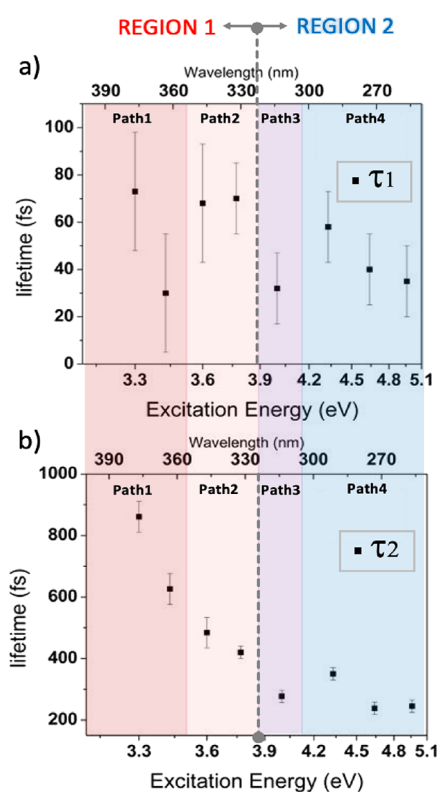 REGION 1 REGION 2
a)
Wavelength (nm)
390 360 330 300 270
Path1 Path2 Path3 Path4
100
80
60
40
20
0
lifetime (fs)
τ1
3.3 3.6 3.9 4.2 4.5 4.8 5.1
Excitation Energy (eV)
b)
Wavelength (nm)
390 360 330 300 270
Path1 Path2 Path3 Path4
1000
800
600
400
200
lifetime (fs)
τ2
3.3 3.6 3.9 4.2 4.5 4.8 5.1
Excitation Energy (eV)